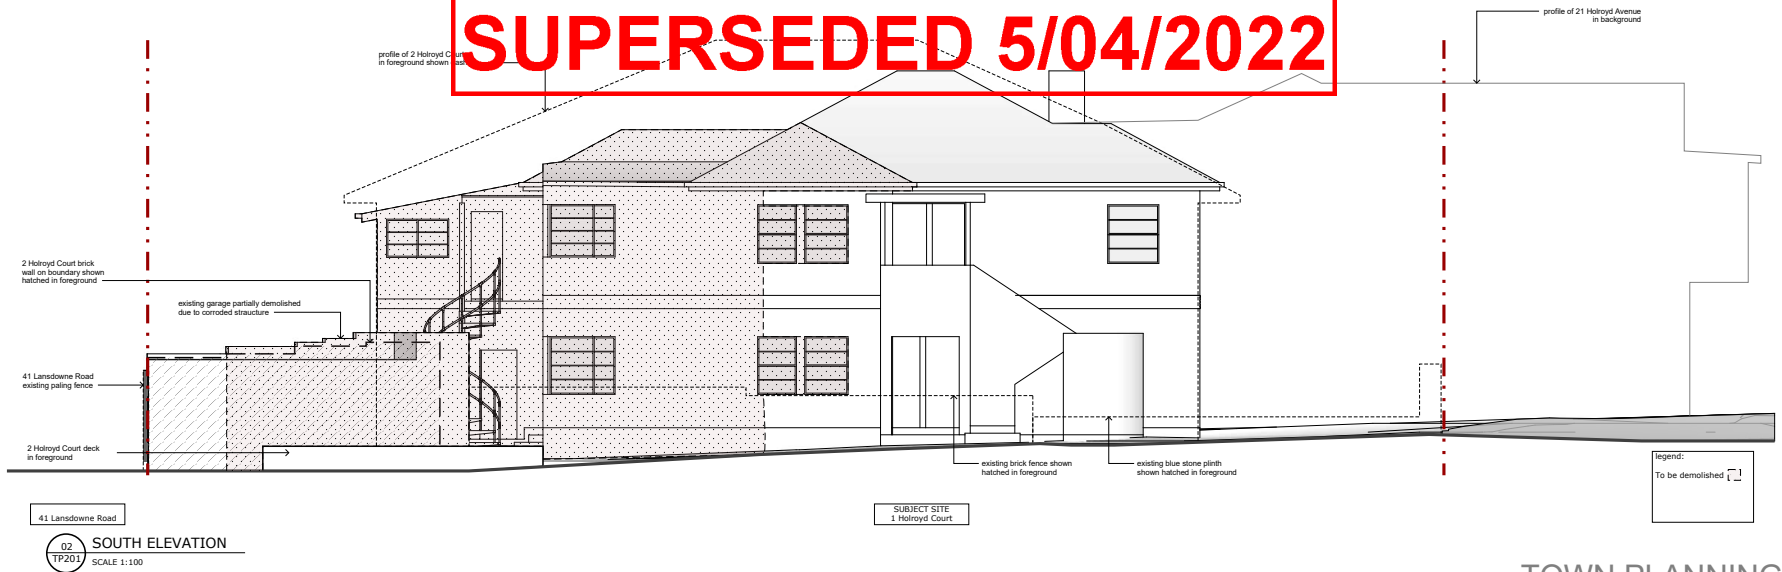 SUPERSEDED 5/04/2022
profile of 21 Holroyd Avenue
in background
profile of 2 Holroyd Court
in foreground shown
2 Holroyd Court brick
wall on boundary shown
hatched in foreground
existing garage partially demolished
due to corroded straucture
41 Lansdowne Road
existing paling fence
2 Holroyd Court deck
in foreground
existing brick fence shown
hatched in foreground
existing blue stone plinth
shown hatched in foreground
legend:
To be demolished
41 Lansdowne Road
SUBJECT SITE
1 Holroyd Court
02
TP201
SOUTH ELEVATION
SCALE 1:100
TOWN PLANNING